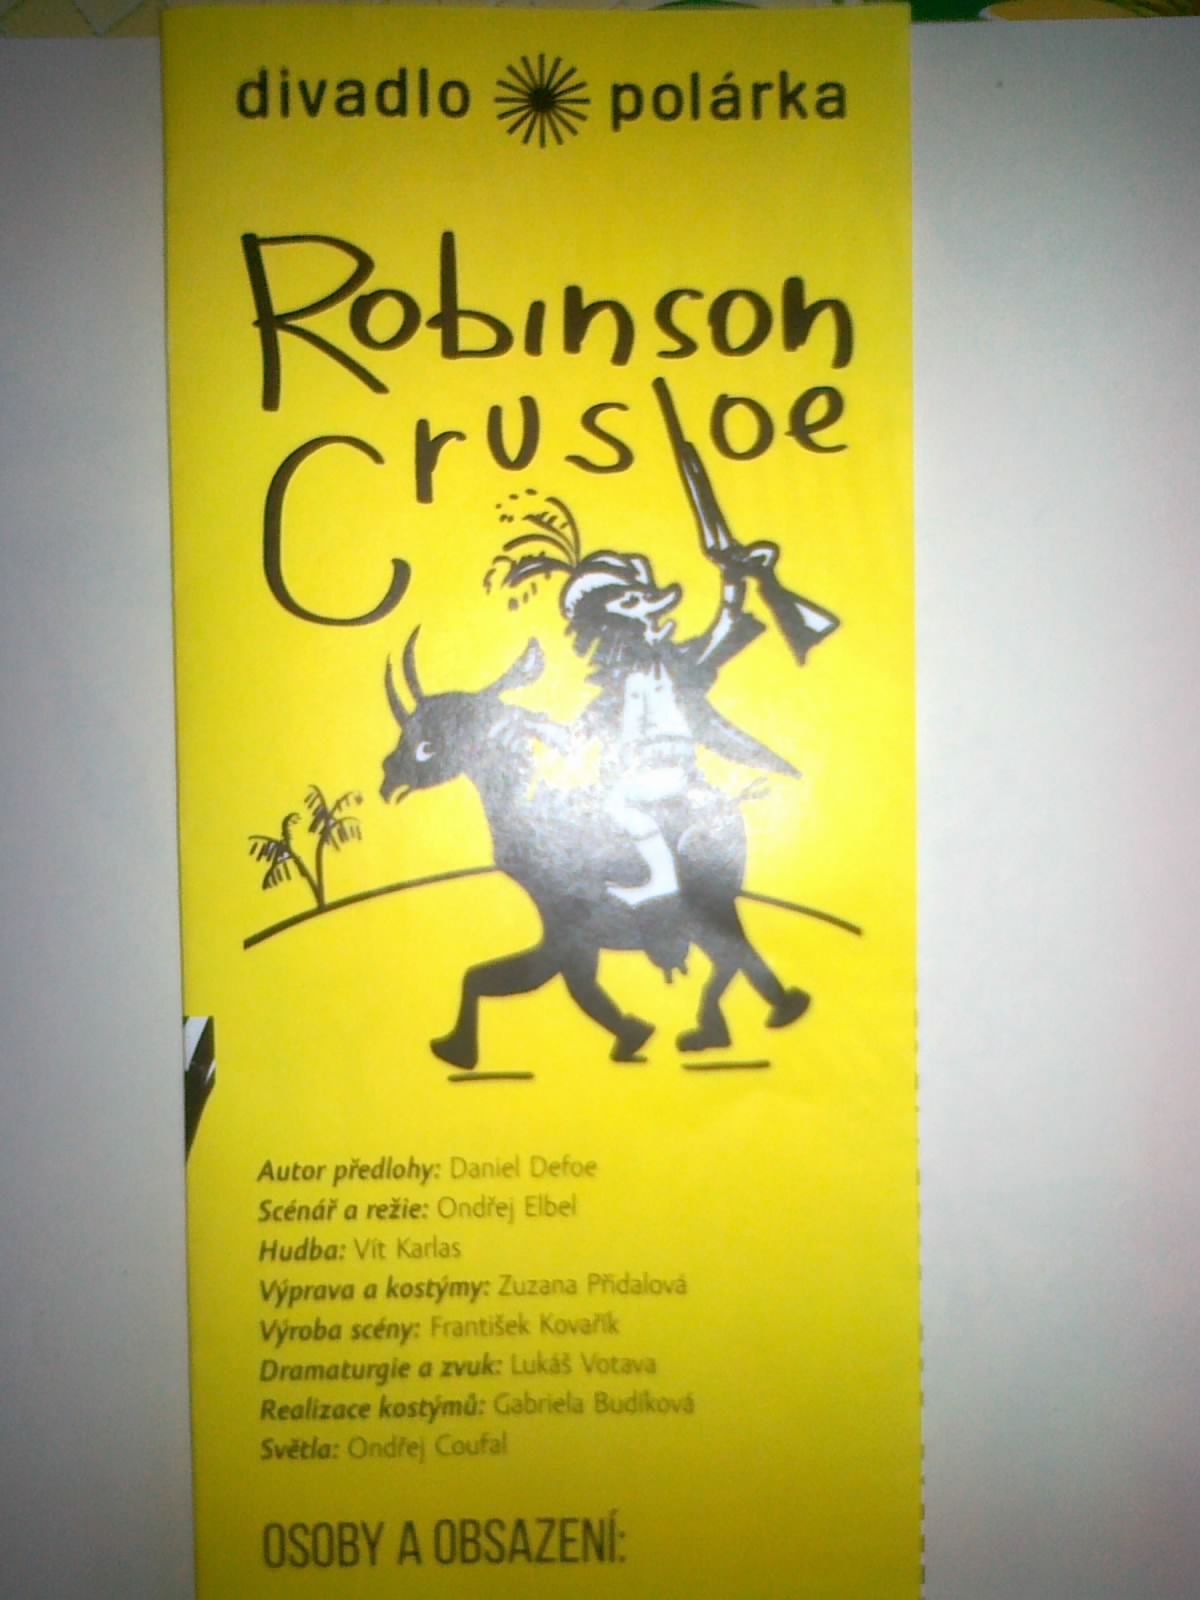 divadlo polárka
Robinson
Crusoe
Autor předlohy: Daniel Defoe
Scénář a režie: Ondřej Elbel
Hudba: Vít Karlas
Výprava a kostýmy: Zuzana Přidalová
Výroba scény: František Kovařík
Dramaturgie a zvuk: Lukáš Votava
Realizace kostýmů: Gabriela Budíková
Světla: Ondřej Coufal
OSOBY A OBSAZENÍ: